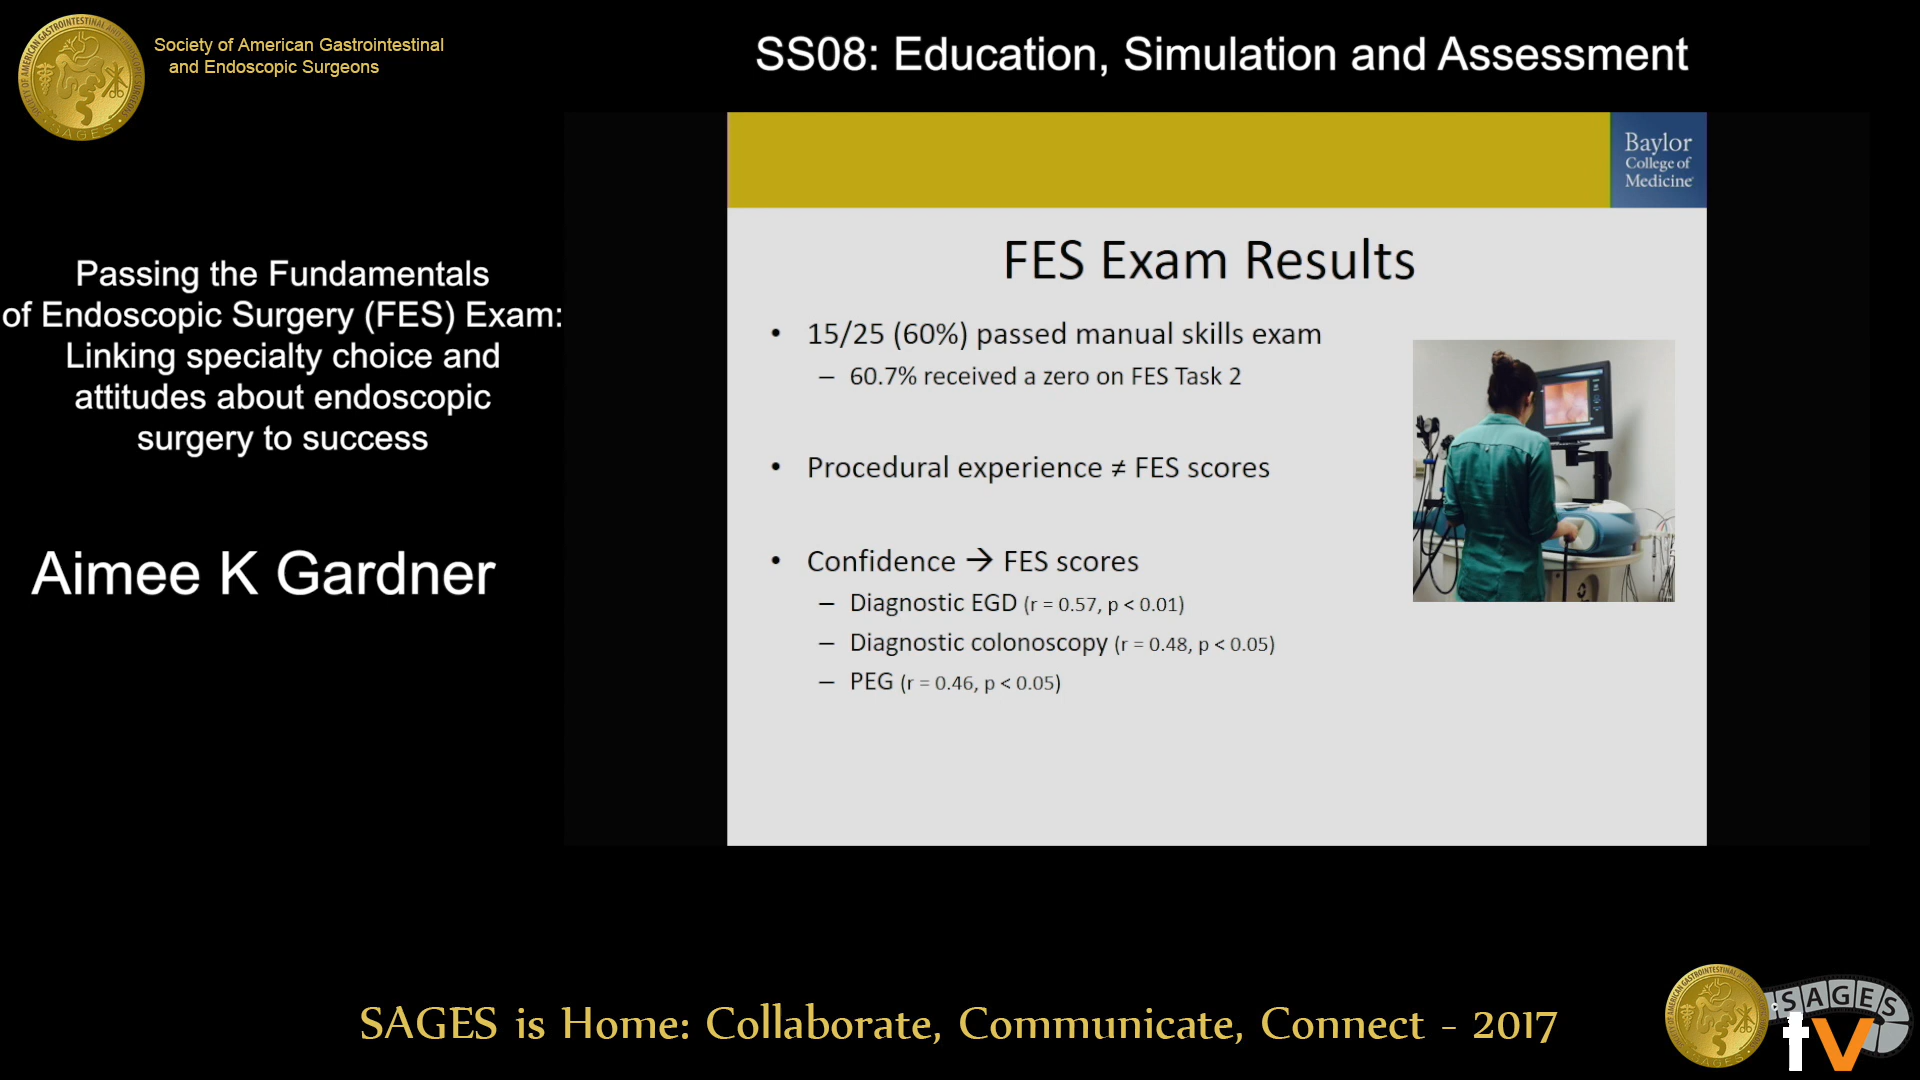 Society of American Gastrointestinal
and Endoscopic Surgeons
SS08: Education, Simulation and Assessment
Passing the Fundamentals
of Endoscopic Surgery (FES) Exam:
Linking specialty choice and
attitudes about endoscopic
surgery to success
Aimee K Gardner
Baylor
College of
Medicine
FES Exam Results
• 15/25 (60%) passed manual skills exam
– 60.7% received a zero on FES Task 2
• Procedural experience ≠ FES scores
• Confidence → FES scores
– Diagnostic EGD (r = 0.57, p < 0.01)
– Diagnostic colonoscopy (r = 0.48, p < 0.05)
– PEG (r = 0.46, p < 0.05)
SAGES is Home: Collaborate, Communicate, Connect - 2017
SAGES
tv